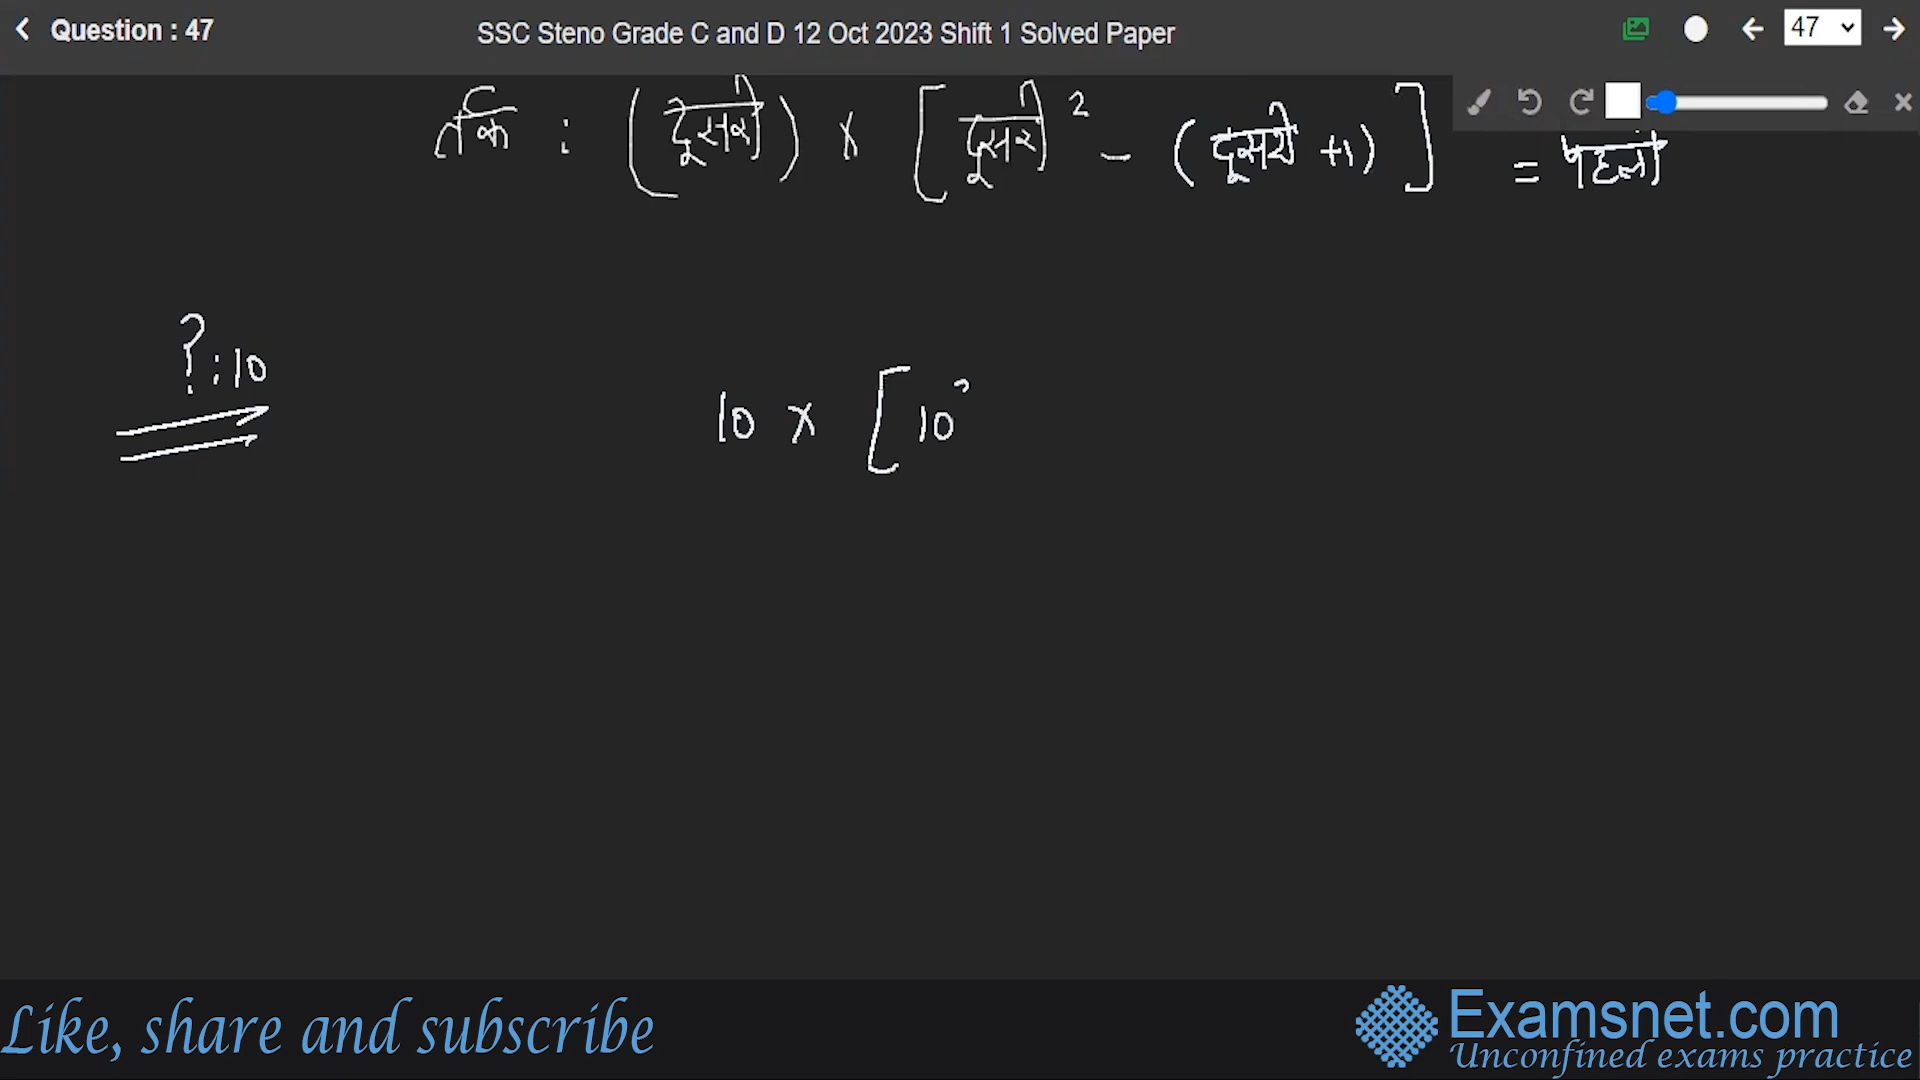 Question : 47 SSC Steno Grade C and D 12 Oct 2023 Shift 1 Solved Paper 47
तर्क : (दूसरी) × [दूसरी² − (दूसरी +1)] = पहली
? : 10
10 × [10²
Like, share and subscribe
Examsnet.com
Unconfined exams practice